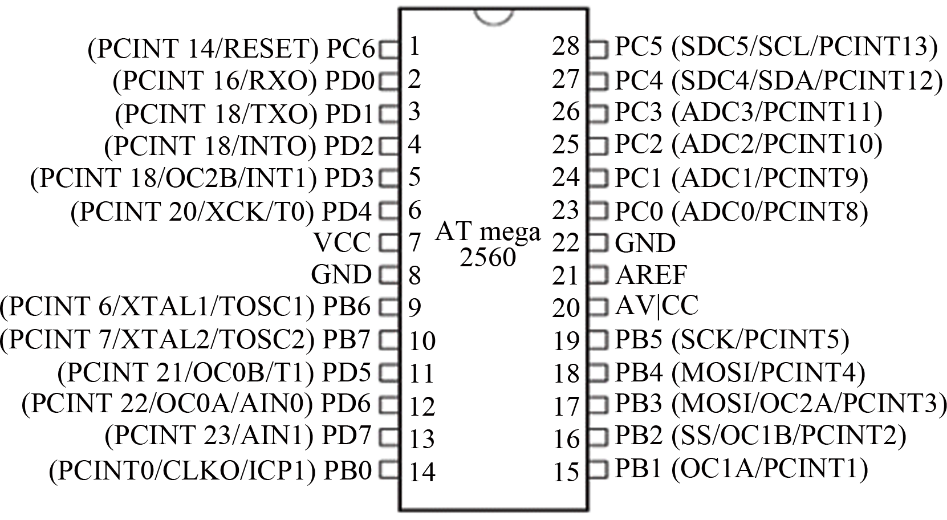 (PCINT 14/RESET) PC6 1 28 PC5 (SDC5/SCL/PCINT13)
(PCINT 16/RXO) PD0 2 27 PC4 (SDC4/SDA/PCINT12)
(PCINT 18/TXO) PD1 3 26 PC3 (ADC3/PCINT11)
(PCINT 18/INTO) PD2 4 25 PC2 (ADC2/PCINT10)
(PCINT 18/OC2B/INT1) PD3 5 24 PC1 (ADC1/PCINT9)
(PCINT 20/XCK/T0) PD4 6 23 PC0 (ADC0/PCINT8)
AT mega
2560
VCC 7 22 GND
GND 8 21 AREF
(PCINT 6/XTAL1/TOSC1) PB6 9 20 AV|CC
(PCINT 7/XTAL2/TOSC2) PB7 10 19 PB5 (SCK/PCINT5)
(PCINT 21/OC0B/T1) PD5 11 18 PB4 (MOSI/PCINT4)
(PCINT 22/OC0A/AIN0) PD6 12 17 PB3 (MOSI/OC2A/PCINT3)
(PCINT 23/AIN1) PD7 13 16 PB2 (SS/OC1B/PCINT2)
(PCINT0/CLKO/ICP1) PB0 14 15 PB1 (OC1A/PCINT1)